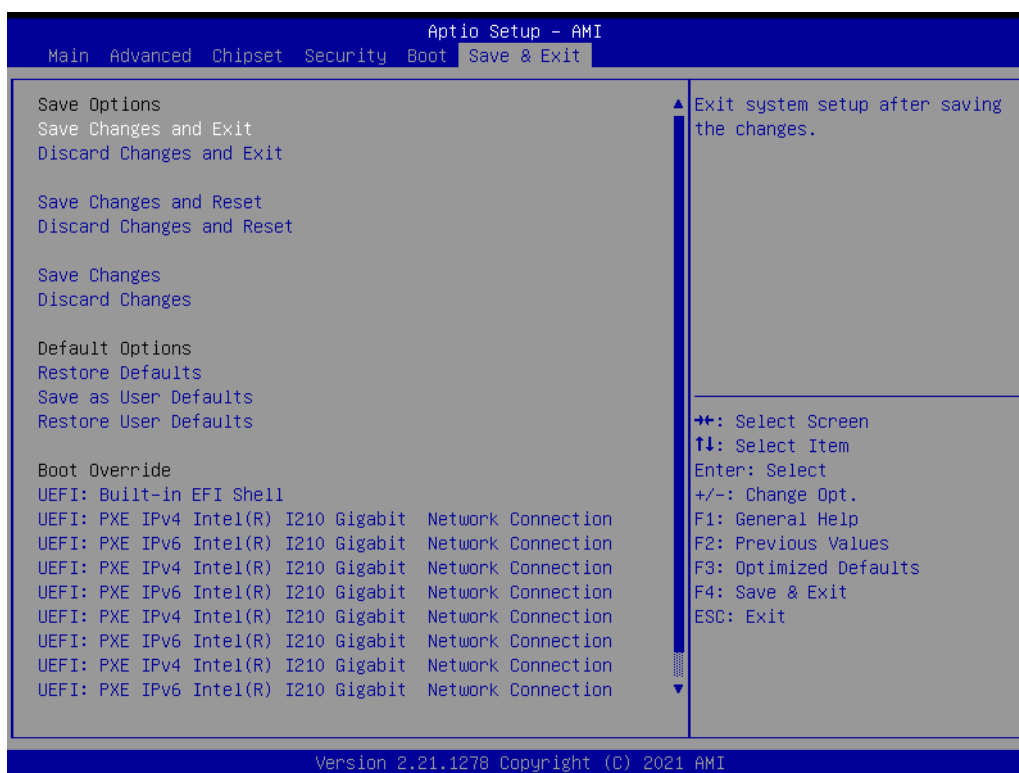 Aptio Setup – AMI
Main Advanced Chipset Security Boot Save & Exit
Save Options
Save Changes and Exit
Discard Changes and Exit
Save Changes and Reset
Discard Changes and Reset
Save Changes
Discard Changes
Default Options
Restore Defaults
Save as User Defaults
Restore User Defaults
Boot Override
UEFI: Built-in EFI Shell
UEFI: PXE IPv4 Intel(R) I210 Gigabit Network Connection
UEFI: PXE IPv6 Intel(R) I210 Gigabit Network Connection
UEFI: PXE IPv4 Intel(R) I210 Gigabit Network Connection
UEFI: PXE IPv6 Intel(R) I210 Gigabit Network Connection
UEFI: PXE IPv4 Intel(R) I210 Gigabit Network Connection
UEFI: PXE IPv6 Intel(R) I210 Gigabit Network Connection
UEFI: PXE IPv4 Intel(R) I210 Gigabit Network Connection
UEFI: PXE IPv6 Intel(R) I210 Gigabit Network Connection
Exit system setup after saving
the changes.
→←: Select Screen
↑↓: Select Item
Enter: Select
+/-: Change Opt.
F1: General Help
F2: Previous Values
F3: Optimized Defaults
F4: Save & Exit
ESC: Exit
Version 2.21.1278 Copyright (C) 2021 AMI